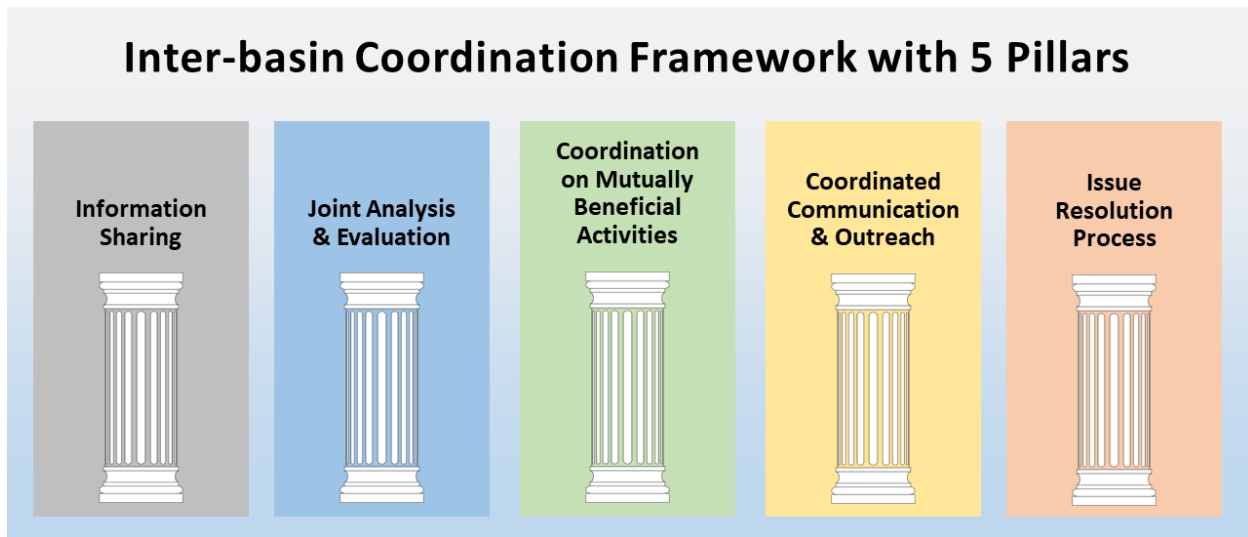 Inter-basin Coordination Framework with 5 Pillars
Information
Sharing
Joint Analysis
& Evaluation
Coordination
on Mutually
Beneficial
Activities
Coordinated
Communication
& Outreach
Issue
Resolution
Process